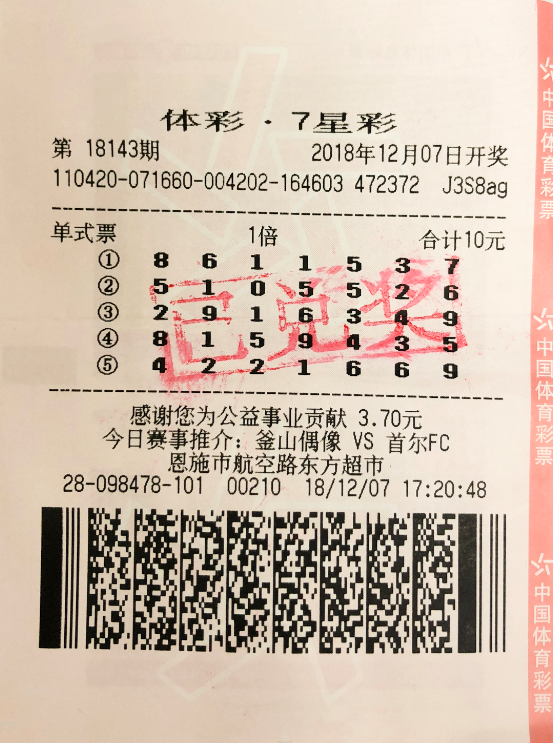 体彩·7星彩
第 18143期 2018年12月07日开奖
110420-071660-004202-164603 472372 J3S8ag
单式票 1倍 合计10元
① 8 6 1 1 5 3 7
② 5 1 0 5 5 2 6
③ 2 9 1 6 3 4 9
④ 8 1 5 9 4 3 5
⑤ 4 2 2 1 6 6 9
已兑奖
感谢您为公益事业贡献 3.70元
今日赛事推介: 釜山偶像 VS 首尔FC
恩施市航空路东方超市
28-098478-101 00210 18/12/07 17:20:48
中国体育彩票
中国体育彩票
中国体育彩票